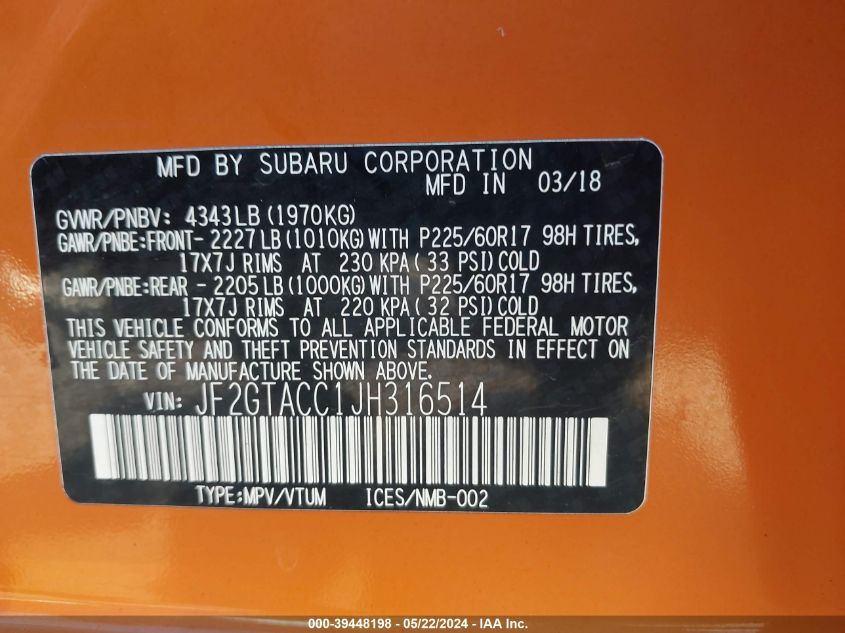 MFD BY SUBARU CORPORATION
MFD IN 03/18
GVWR/PNBV: 4343LB (1970KG)
GAWR/PNBE:FRONT- 2227LB (1010KG) WITH P225/60R17 98H TIRES,
17X7J RIMS AT 230 KPA( 33 PSI) COLD
GAWR/PNBE:REAR - 2205LB (1000KG) WITH P225/60R17 98H TIRES,
17X7J RIMS AT 220 KPA( 32 PSI) COLD
THIS VEHICLE CONFORMS TO ALL APPLICABLE FEDERAL MOTOR
VEHICLE SAFETY AND THEFT PREVENTION STANDARDS IN EFFECT ON
THE DATE OF MANUFACTURE SHOWN ABOVE.
VIN: JF2GTACC1JH316514
TYPE:MPV/VTUM ICES/NMB-002
000-39448198 - 05/22/2024 - IAA Inc.